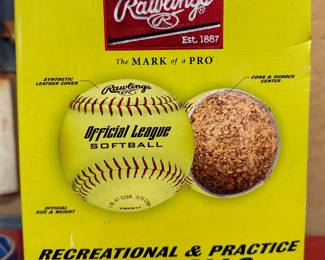 Rawlings
R
Est. 1887
The MARK of a PRO
SYNTHETIC
LEATHER COVER
CORK & RUBBER
CENTER
Rawlings
R
Official League
SOFTBALL
OFFICIAL
SIZE & WEIGHT
RECREATIONAL & PRACTICE